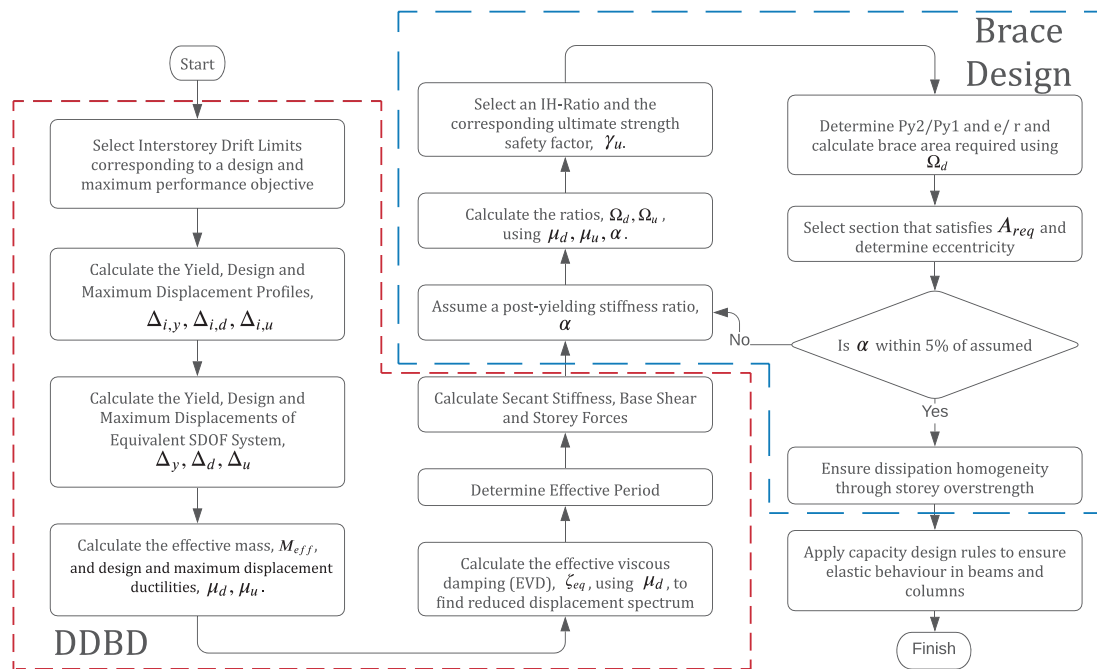 Start
Select Interstorey Drift Limits
corresponding to a design and
maximum performance objective
Calculate the Yield, Design and
Maximum Displacement Profiles,
Δi,y, Δi,d, Δi,u
Calculate the Yield, Design and
Maximum Displacements of
Equivalent SDOF System,
Δy, Δd, Δu
Calculate the effective mass, Meff,
and design and maximum displacement
ductilities, μd, μu.
DDBD
Calculate the effective viscous
damping (EVD), ζeq, using μd, to
find reduced displacement spectrum
Determine Effective Period
Calculate Secant Stiffness, Base Shear
and Storey Forces
Assume a post-yielding stiffness ratio,
α
Calculate the ratios, Ωd, Ωu,
using μd, μu, α.
Select an IH-Ratio and the
corresponding ultimate strength
safety factor, γu.
Brace
Design
Determine Py2/Py1 and e/ r and
calculate brace area required using
Ωd
Select section that satisfies Areq and
determine eccentricity
Is α within 5% of assumed
No
Yes
Ensure dissipation homogeneity
through storey overstrength
Apply capacity design rules to ensure
elastic behaviour in beams and
columns
Finish